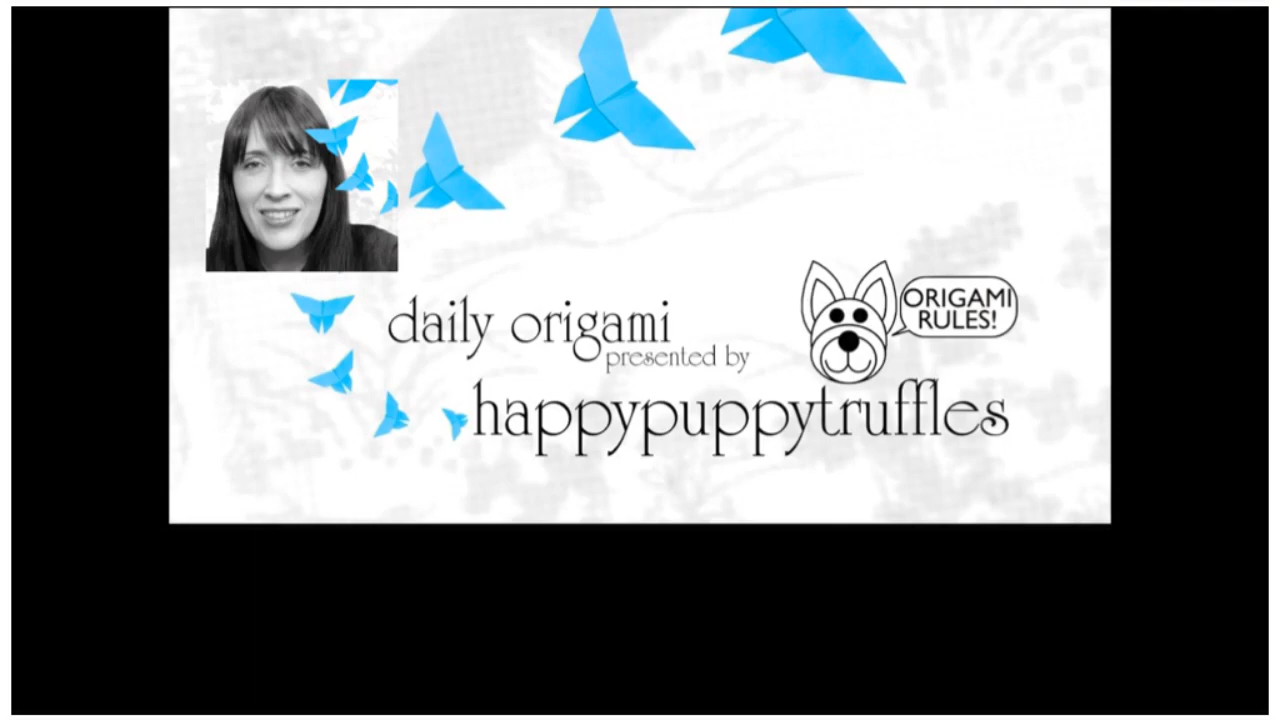 daily origami
presented by
happypuppytruffles
ORIGAMI
RULES!